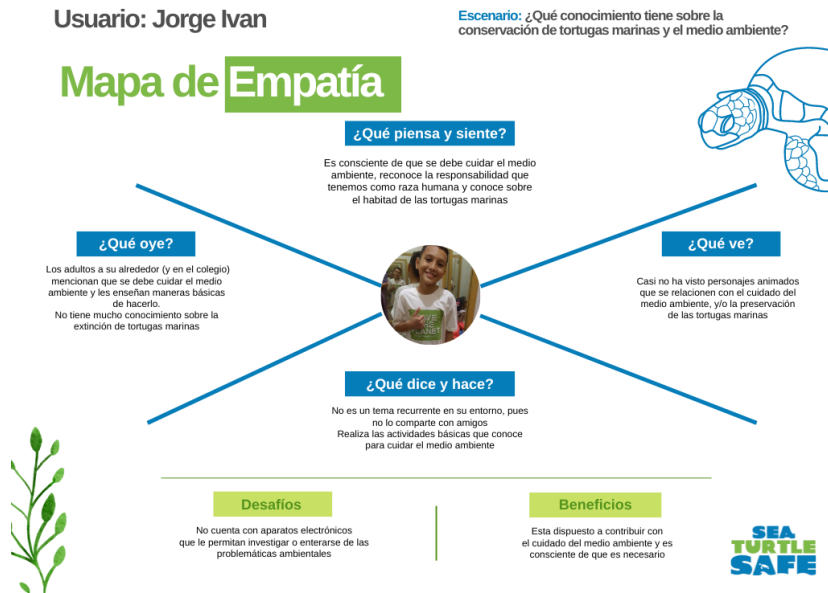 Usuario: Jorge Ivan
Escenario: ¿Qué conocimiento tiene sobre la
conservación de tortugas marinas y el medio ambiente?
Mapa de Empatía
¿Qué piensa y siente?
Es consciente de que se debe cuidar el medio
ambiente, reconoce la responsabilidad que
tenemos como raza humana y conoce sobre
el habitad de las tortugas marinas
¿Qué oye?
Los adultos a su alrededor (y en el colegio)
mencionan que se debe cuidar el medio
ambiente y les enseñan maneras básicas
de hacerlo.
No tiene mucho conocimiento sobre la
extinción de tortugas marinas
¿Qué ve?
Casi no ha visto personajes animados
que se relacionen con el cuidado del
medio ambiente, y/o la preservación
de las tortugas marinas
¿Qué dice y hace?
No es un tema recurrente en su entorno, pues
no lo comparte con amigos
Realiza las actividades básicas que conoce
para cuidar el medio ambiente
Desafíos
No cuenta con aparatos electrónicos
que le permitan investigar o enterarse de las
problemáticas ambientales
Beneficios
Esta dispuesto a contribuir con
el cuidado del medio ambiente y es
consciente de que es necesario
SEA
TURTLE
SAFE